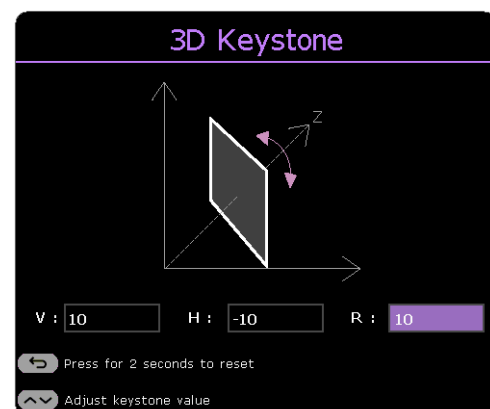 3D Keystone
Z
V : 10 H : -10 R : 10
Press for 2 seconds to reset
Adjust keystone value